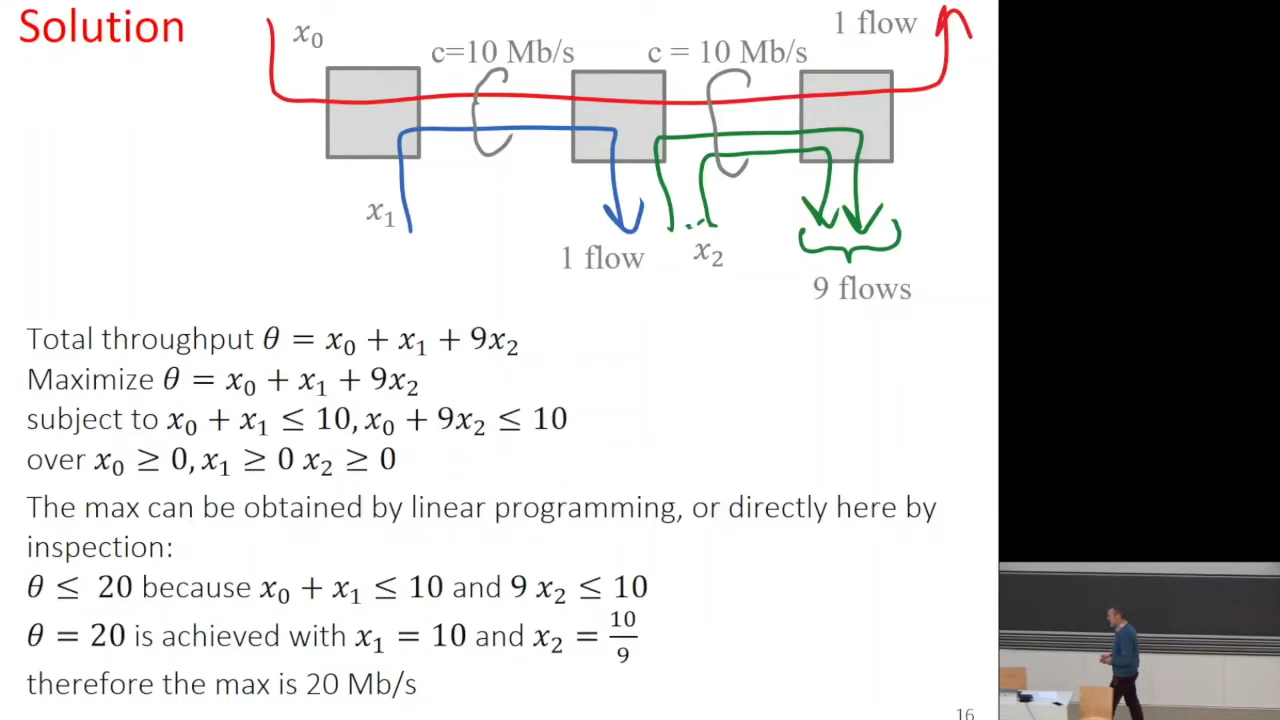 Solution
x₀
c=10 Mb/s
c = 10 Mb/s
1 flow
x₁
1 flow
x₂
9 flows
Total throughput θ = x₀ + x₁ + 9x₂
Maximize θ = x₀ + x₁ + 9x₂
subject to x₀ + x₁ ≤ 10, x₀ + 9x₂ ≤ 10
over x₀ ≥ 0, x₁ ≥ 0 x₂ ≥ 0
The max can be obtained by linear programming, or directly here by
inspection:
θ ≤ 20 because x₀ + x₁ ≤ 10 and 9 x₂ ≤ 10
θ = 20 is achieved with x₁ = 10 and x₂ = 10/9
therefore the max is 20 Mb/s
16